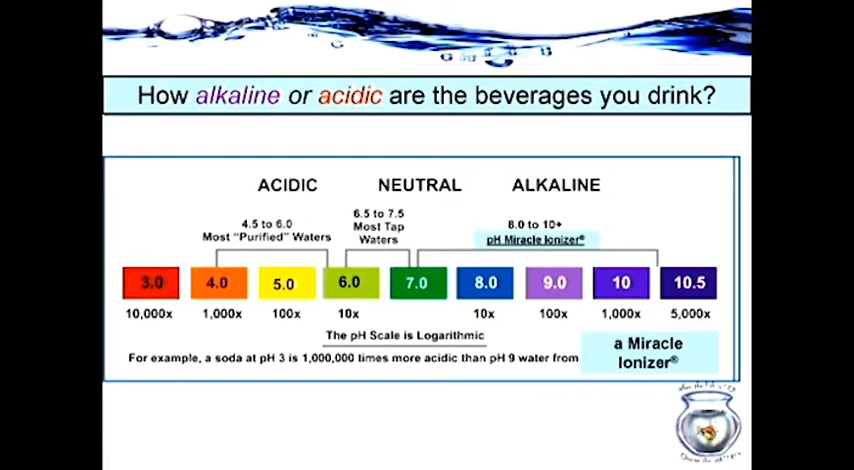 How alkaline or acidic are the beverages you drink?
ACIDIC NEUTRAL ALKALINE
4.5 to 6.0
Most "Purified" Waters
6.5 to 7.5
Most Tap
Waters
8.0 to 10+
pH Miracle Ionizer®
3.0 4.0 5.0 6.0 7.0 8.0 9.0 10 10.5
10,000x 1,000x 100x 10x 10x 100x 1,000x 5,000x
The pH Scale is Logarithmic
For example, a soda at pH 3 is 1,000,000 times more acidic than pH 9 water from
a Miracle
Ionizer®